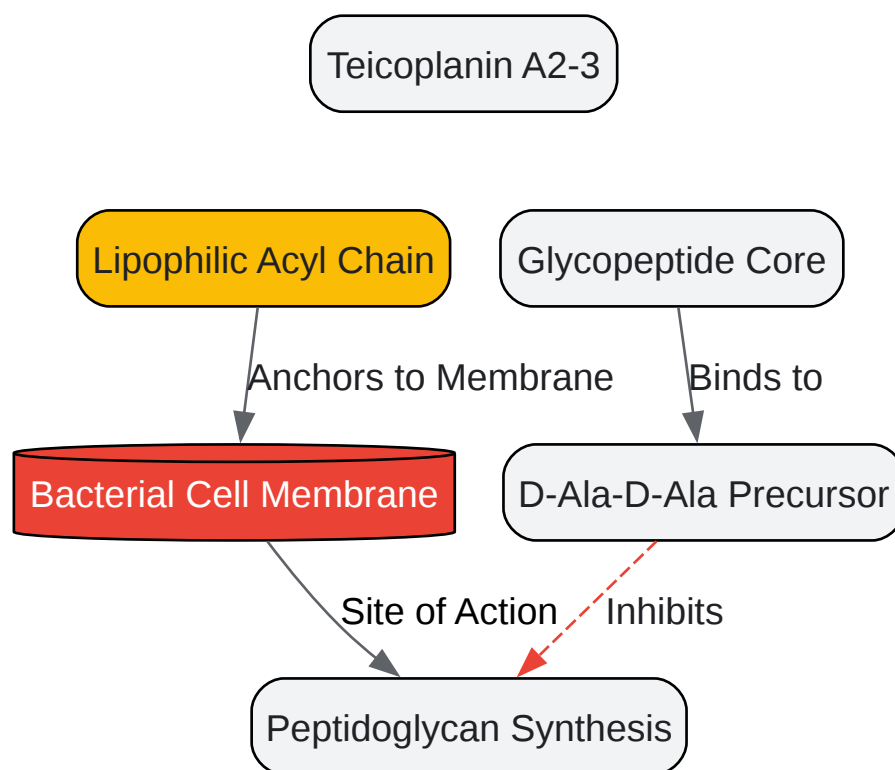 Teicoplanin A2-3
Lipophilic Acyl Chain
Glycopeptide Core
Anchors to Membrane
Binds to
Bacterial Cell Membrane
D-Ala-D-Ala Precursor
Site of Action
Inhibits
Peptidoglycan Synthesis